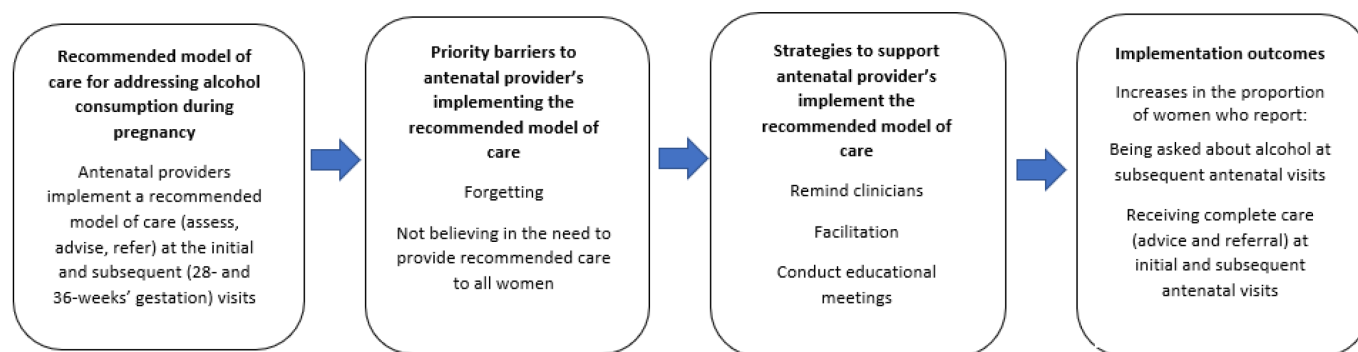 Recommended model of
care for addressing alcohol
consumption during
pregnancy
Antenatal providers
implement a recommended
model of care (assess,
advise, refer) at the initial
and subsequent (28- and
36-weeks’ gestation) visits
Priority barriers to
antenatal provider’s
implementing the
recommended model of
care
Forgetting
Not believing in the need to
provide recommended care
to all women
Strategies to support
antenatal provider’s
implement the
recommended model of
care
Remind clinicians
Facilitation
Conduct educational
meetings
Implementation outcomes
Increases in the proportion
of women who report:
Being asked about alcohol at
subsequent antenatal visits
Receiving complete care
(advice and referral) at
initial and subsequent
antenatal visits